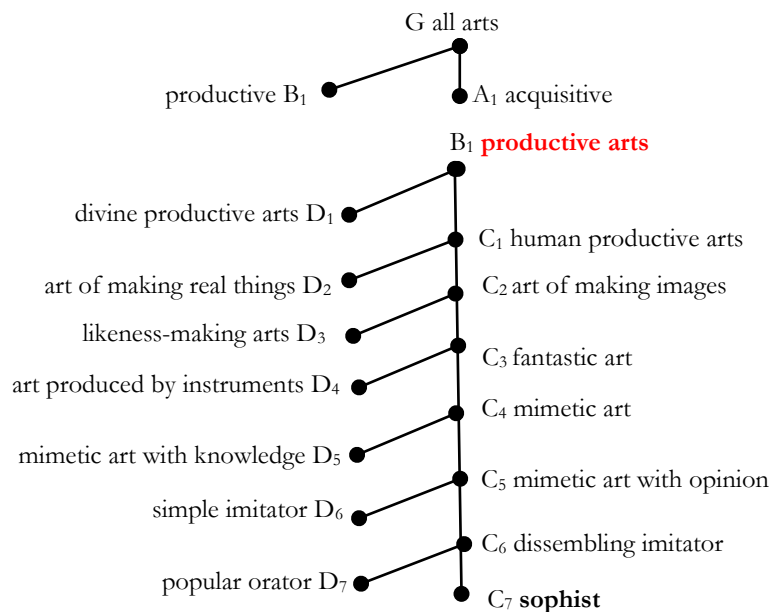 G all arts
productive B₁
A₁ acquisitive
B₁ productive arts
divine productive arts D₁
C₁ human productive arts
art of making real things D₂
C₂ art of making images
likeness-making arts D₃
C₃ fantastic art
art produced by instruments D₄
C₄ mimetic art
mimetic art with knowledge D₅
C₅ mimetic art with opinion
simple imitator D₆
C₆ dissembling imitator
popular orator D₇
C₇ sophist